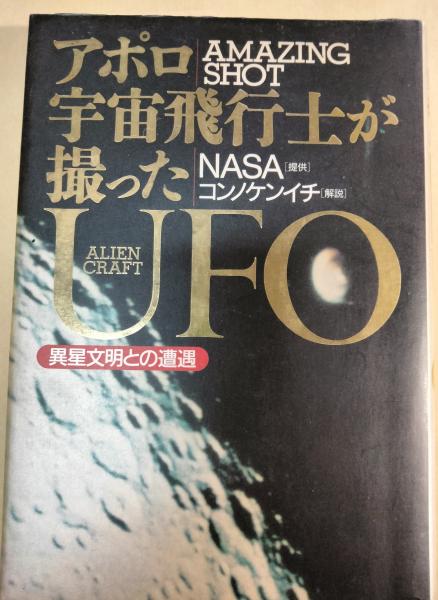 アポロ
AMAZING
SHOT
宇宙飛行士が
撮った
NASA[提供]
コンノケンイチ[解説]
UFO
ALIEN
CRAFT
異星文明との遭遇